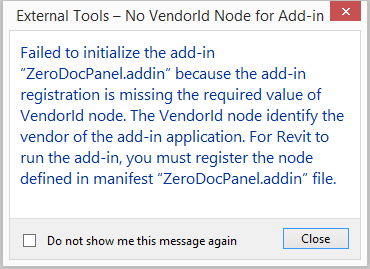 External Tools – No VendorId Node for Add-in
Failed to initialize the add-in
“ZeroDocPanel.addin” because the add-in
registration is missing the required value of
VendorId node. The VendorId node identify the
vendor of the add-in application. For Revit to
run the add-in, you must register the node
defined in manifest “ZeroDocPanel.addin” file.
Do not show me this message again
Close